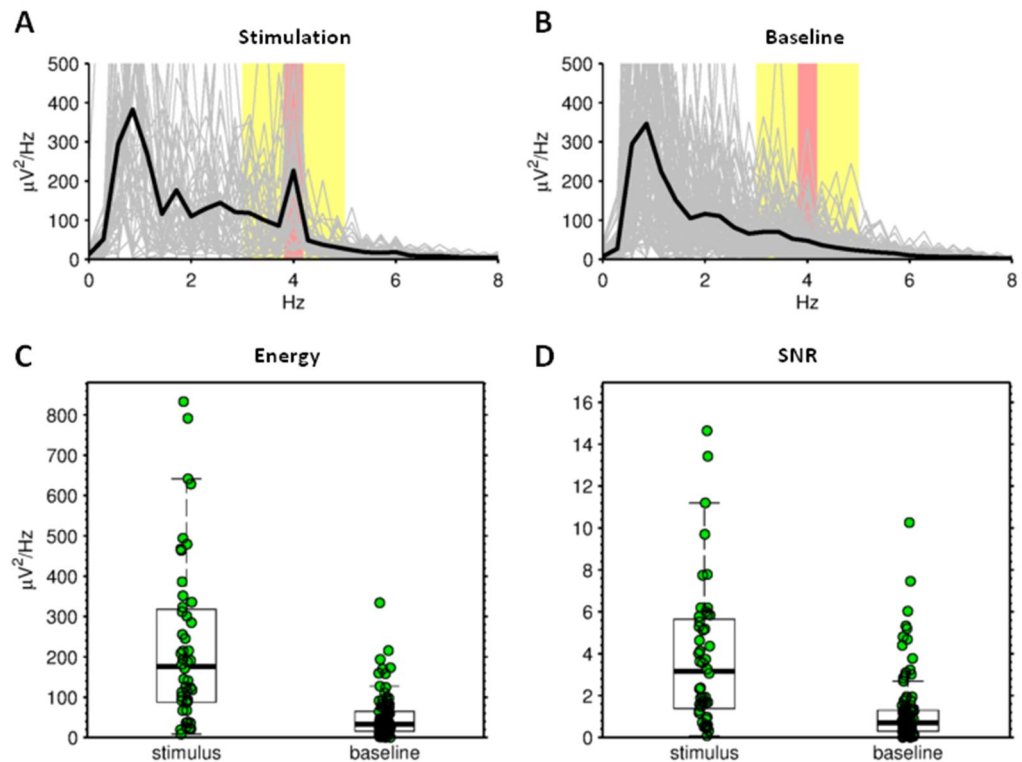 A
Stimulation
500
400
300
200
100
0
µV²/Hz
0 2 4 6 8
Hz
B
Baseline
500
400
300
200
100
0
µV²/Hz
0 2 4 6 8
Hz
C
Energy
800
700
600
500
400
300
200
100
0
µV²/Hz
stimulus baseline
D
SNR
16
14
12
10
8
6
4
2
0
stimulus baseline